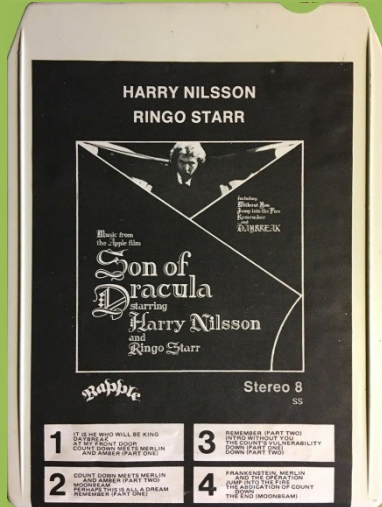 HARRY NILSSON
RINGO STARR
Including
Without You
Jump into the Fire
Remember
and
DAYBREAK
Music from
the Apple film
Son of
Dracula
starring
Harry Nilsson
and
Ringo Starr
Rapple
Stereo 8
SS
1
IT IS HE WHO WILL BE KING
DAYBREAK
AT MY FRONT DOOR
COUNT DOWN MEETS MERLIN
AND AMBER (PART ONE)
2
COUNT DOWN MEETS MERLIN
AND AMBER (PART TWO)
MOONBEAM
PERHAPS THIS IS ALL A DREAM
REMEMBER (PART ONE)
3
REMEMBER (PART TWO)
INTRO WITHOUT YOU
THE COUNT'S VULNERABILITY
DOWN (PART ONE)
DOWN (PART TWO)
4
FRANKENSTEIN, MERLIN
AND THE OPERATION
JUMP INTO THE FIRE
THE ABDICATION OF COUNT
DOWN
THE END (MOONBEAM)